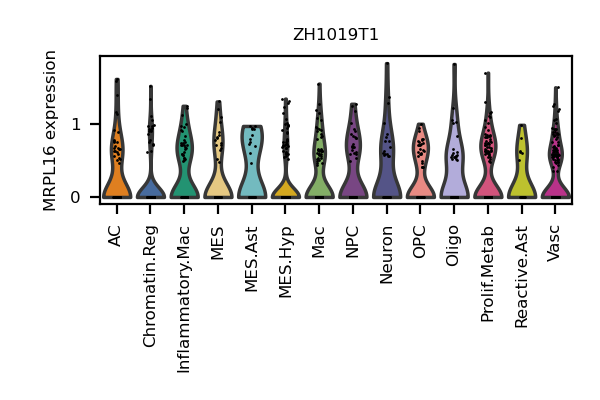 ZH1019T1
MRPL16 expression
1
0
AC
Chromatin.Reg
Inflammatory.Mac
MES
MES.Ast
MES.Hyp
Mac
NPC
Neuron
OPC
Oligo
Prolif.Metab
Reactive.Ast
Vasc